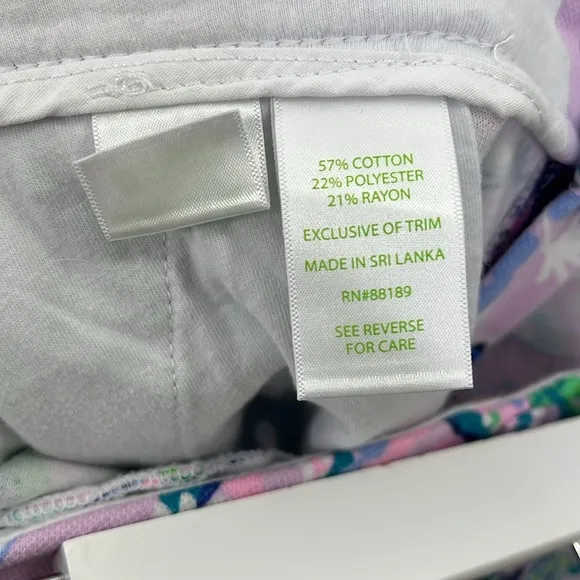 57% COTTON
22% POLYESTER
21% RAYON
EXCLUSIVE OF TRIM
MADE IN SRI LANKA
RN#88189
SEE REVERSE
FOR CARE